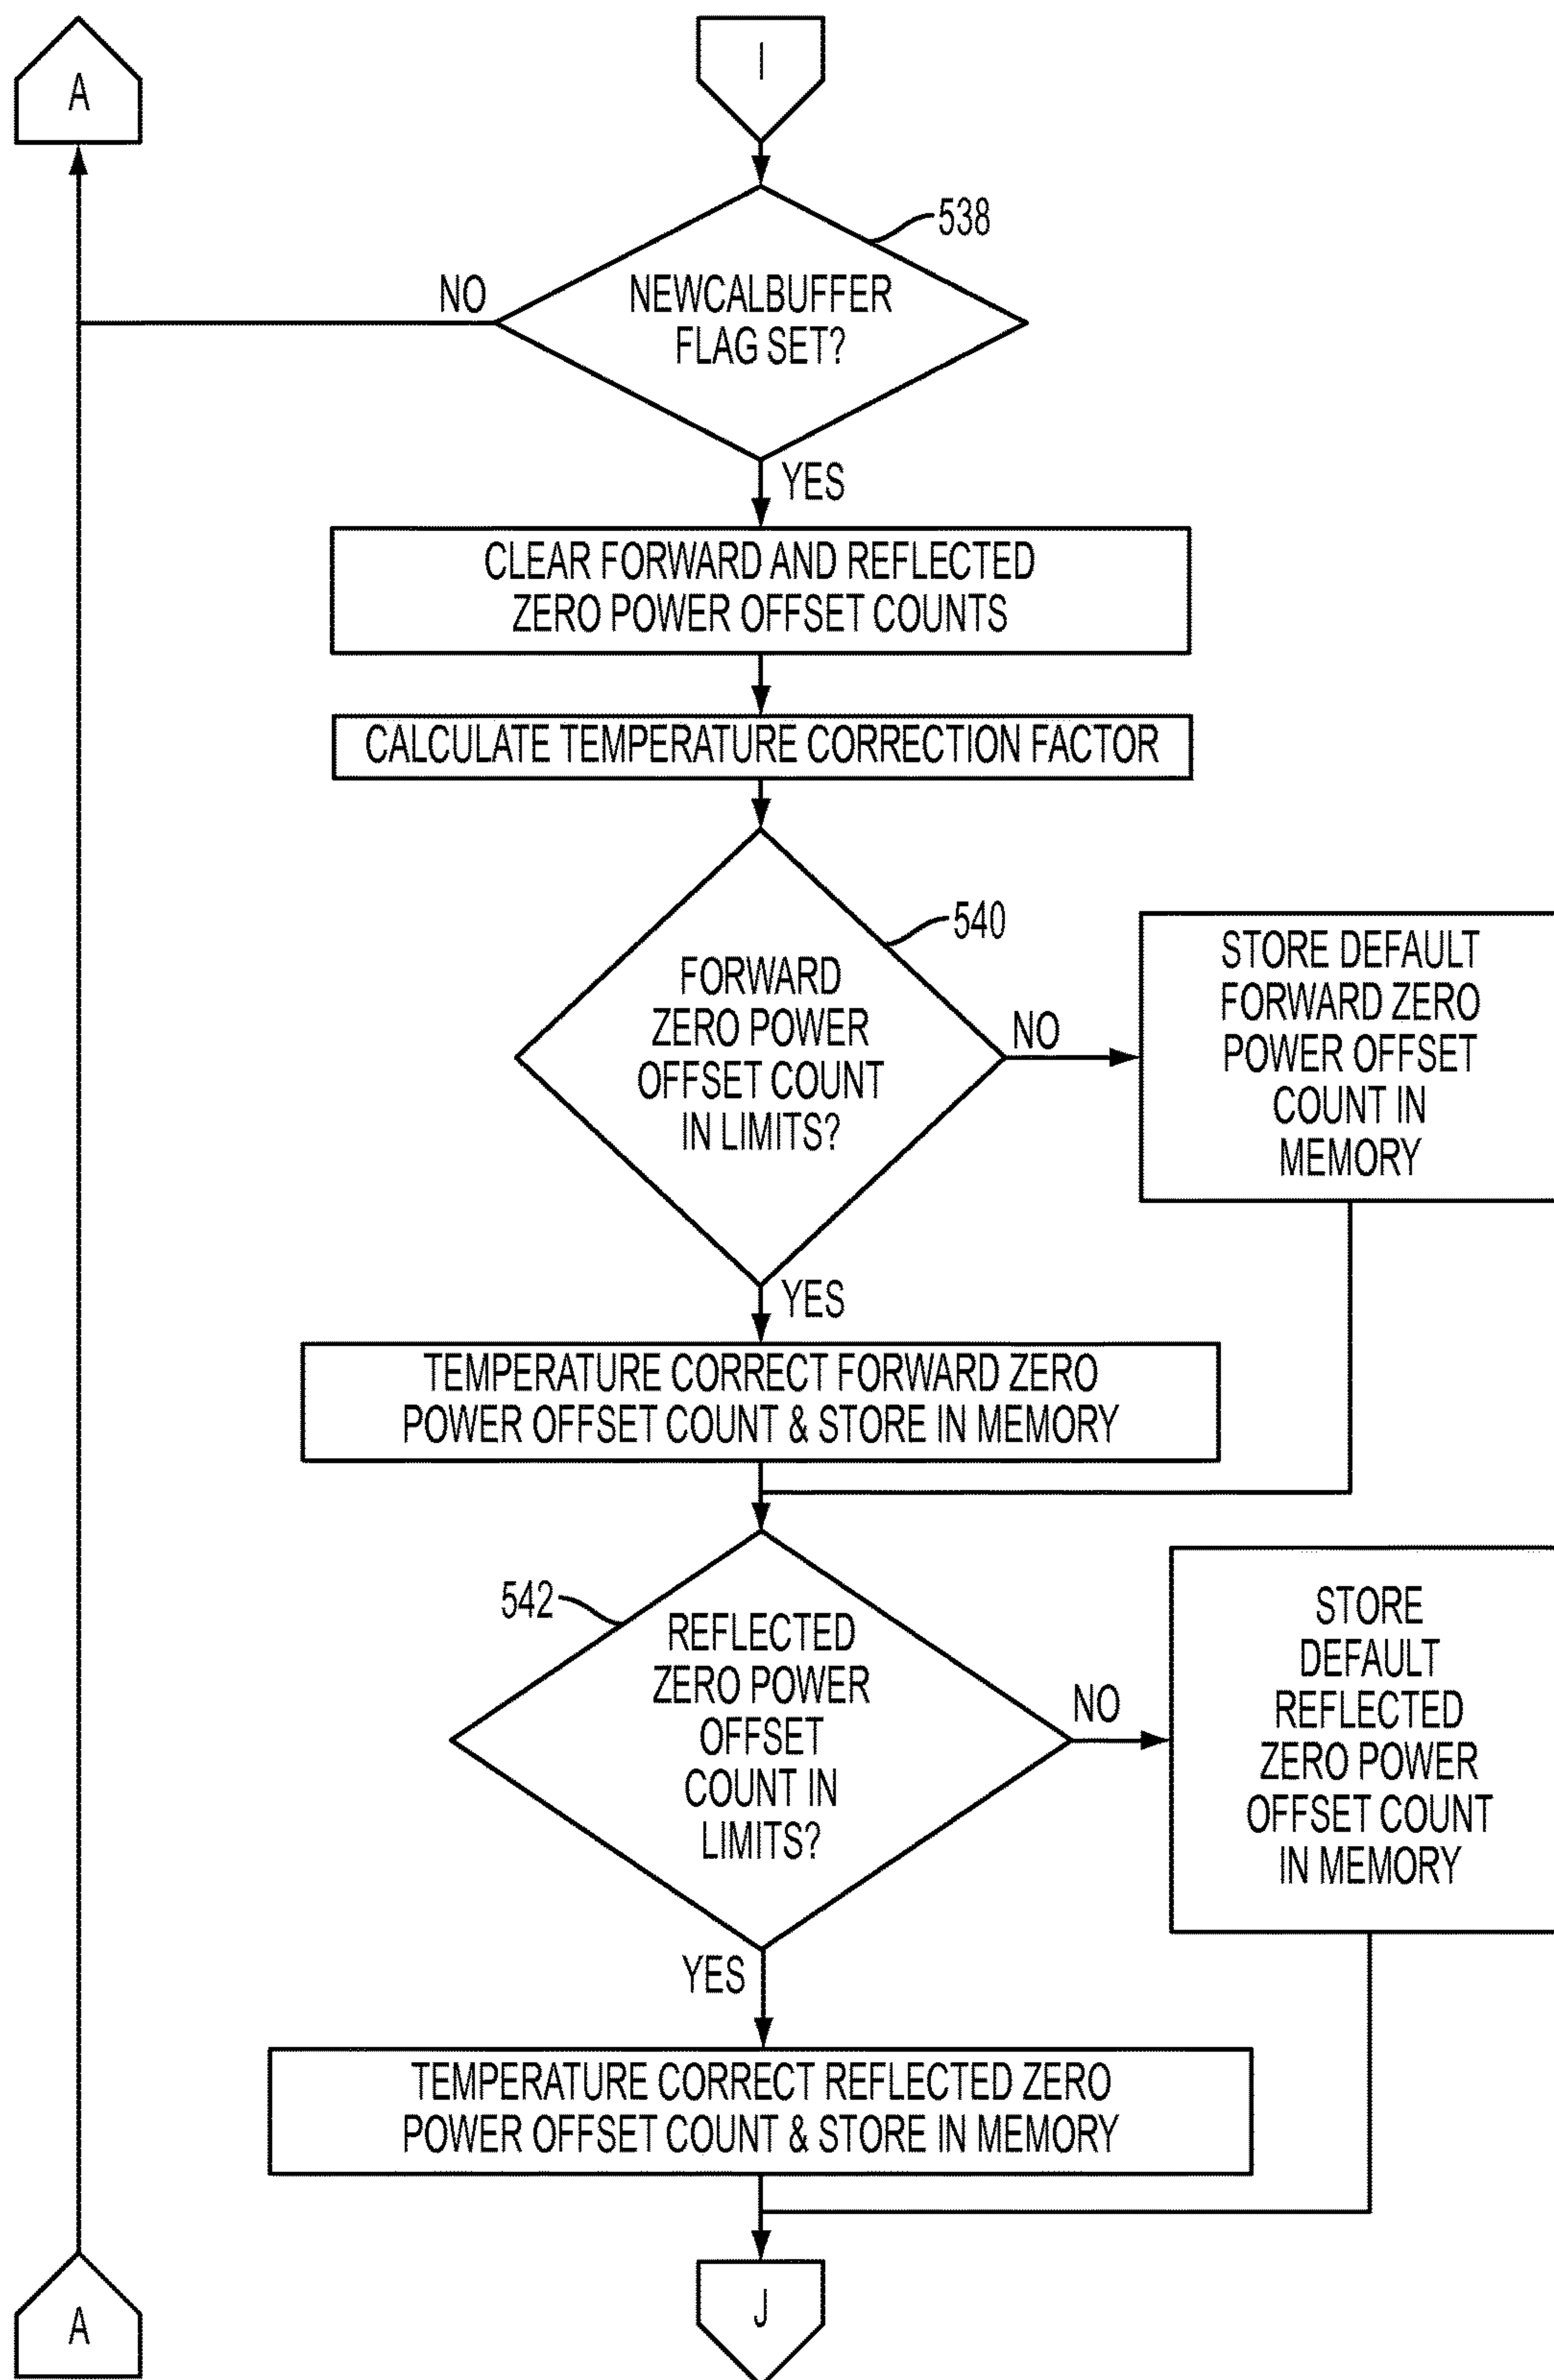 A
I
538
NO
NEWCALBUFFER
FLAG SET?
YES
CLEAR FORWARD AND REFLECTED
ZERO POWER OFFSET COUNTS
CALCULATE TEMPERATURE CORRECTION FACTOR
540
FORWARD
ZERO POWER
OFFSET COUNT
IN LIMITS?
NO
STORE DEFAULT
FORWARD ZERO
POWER OFFSET
COUNT IN
MEMORY
YES
TEMPERATURE CORRECT FORWARD ZERO
POWER OFFSET COUNT & STORE IN MEMORY
542
REFLECTED
ZERO POWER
OFFSET
COUNT IN
LIMITS?
NO
STORE
DEFAULT
REFLECTED
ZERO POWER
OFFSET COUNT
IN MEMORY
YES
TEMPERATURE CORRECT REFLECTED ZERO
POWER OFFSET COUNT & STORE IN MEMORY
A
J